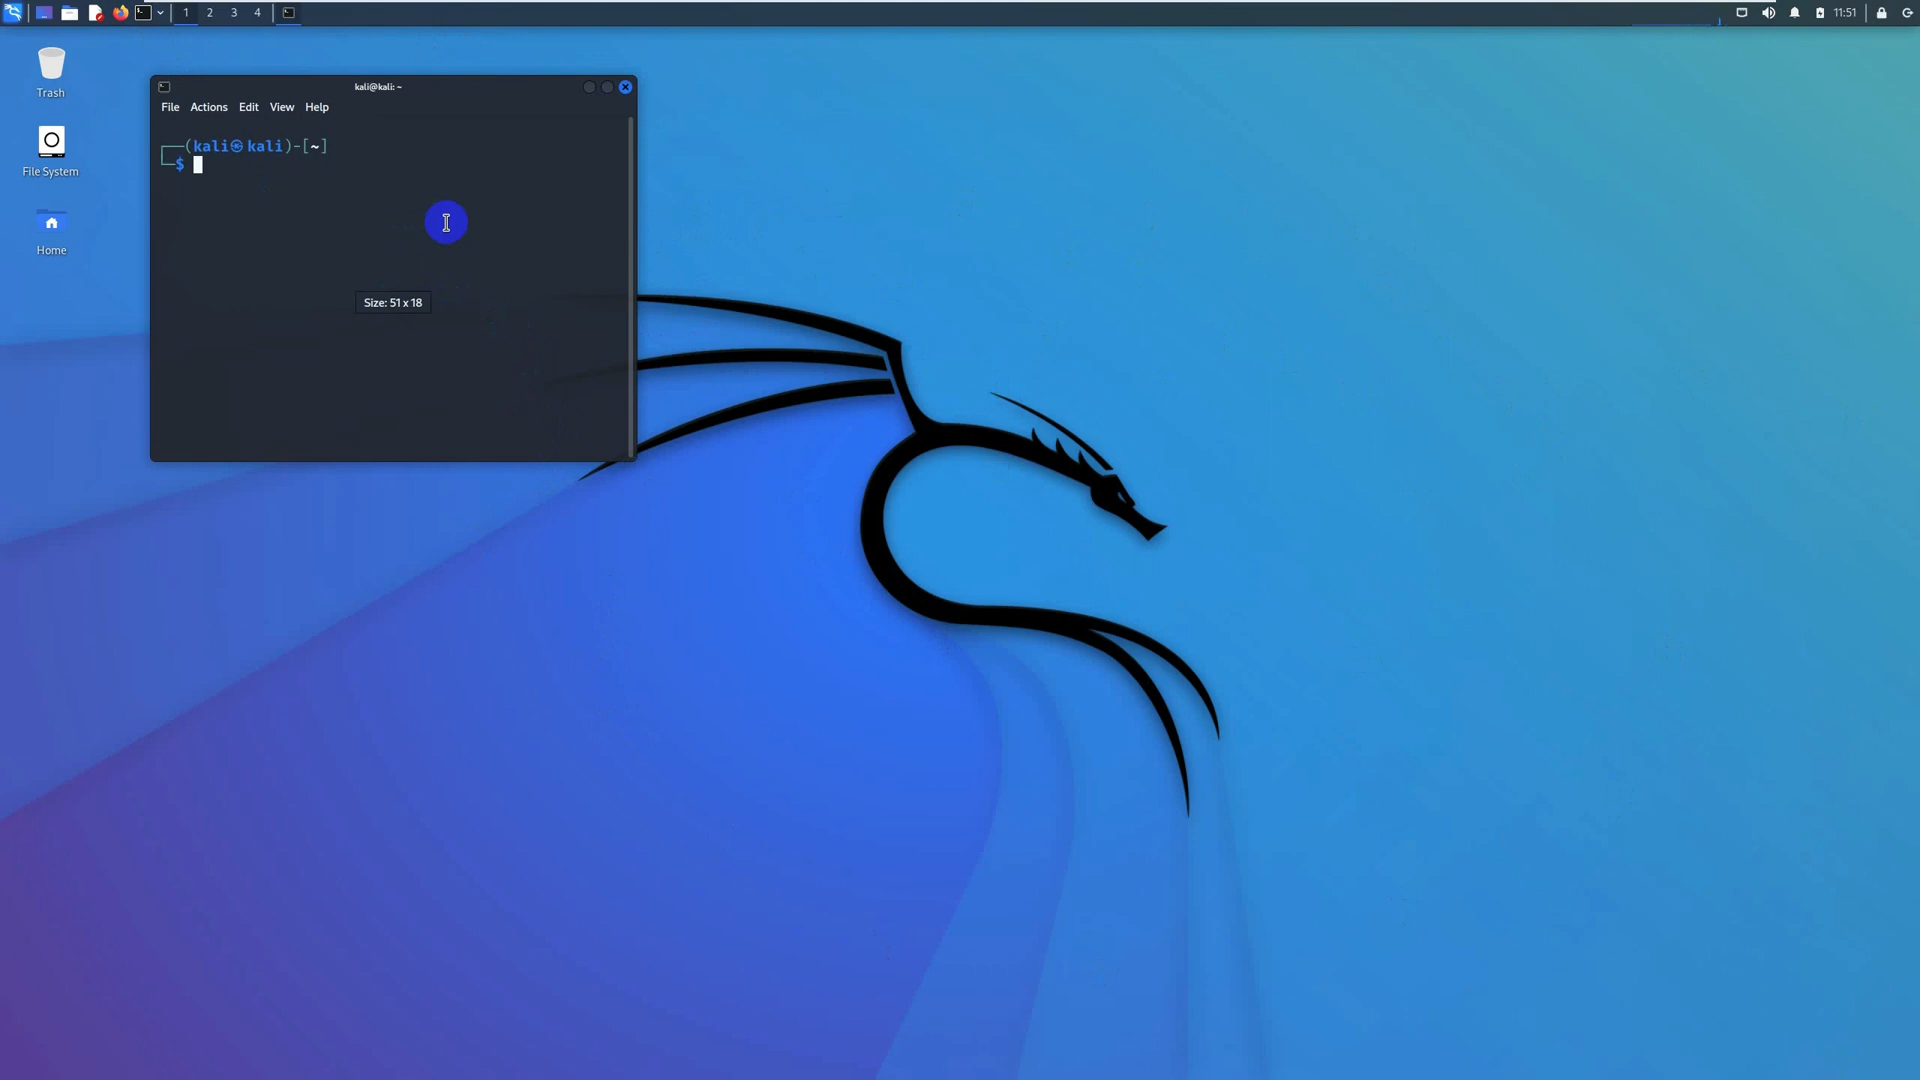 1 2 3 4
11:51
Trash
File System
Home
kali@kali: ~
File Actions Edit View Help
┌──(kali㉿kali)-[~]
└─$
Size: 51 x 18